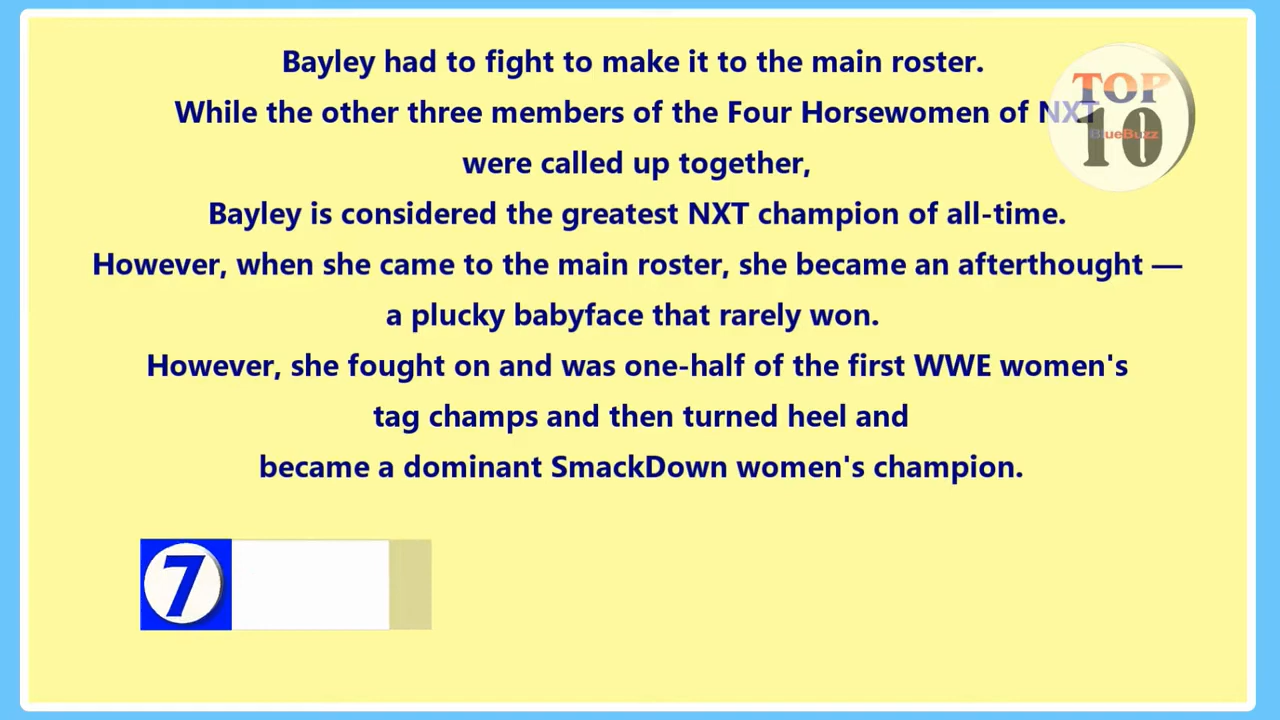 Bayley had to fight to make it to the main roster.
While the other three members of the Four Horsewomen of NXT
were called up together,
Bayley is considered the greatest NXT champion of all-time.
However, when she came to the main roster, she became an afterthought —
a plucky babyface that rarely won.
However, she fought on and was one-half of the first WWE women's
tag champs and then turned heel and
became a dominant SmackDown women's champion.
TOP
10
BlueBuzz
7